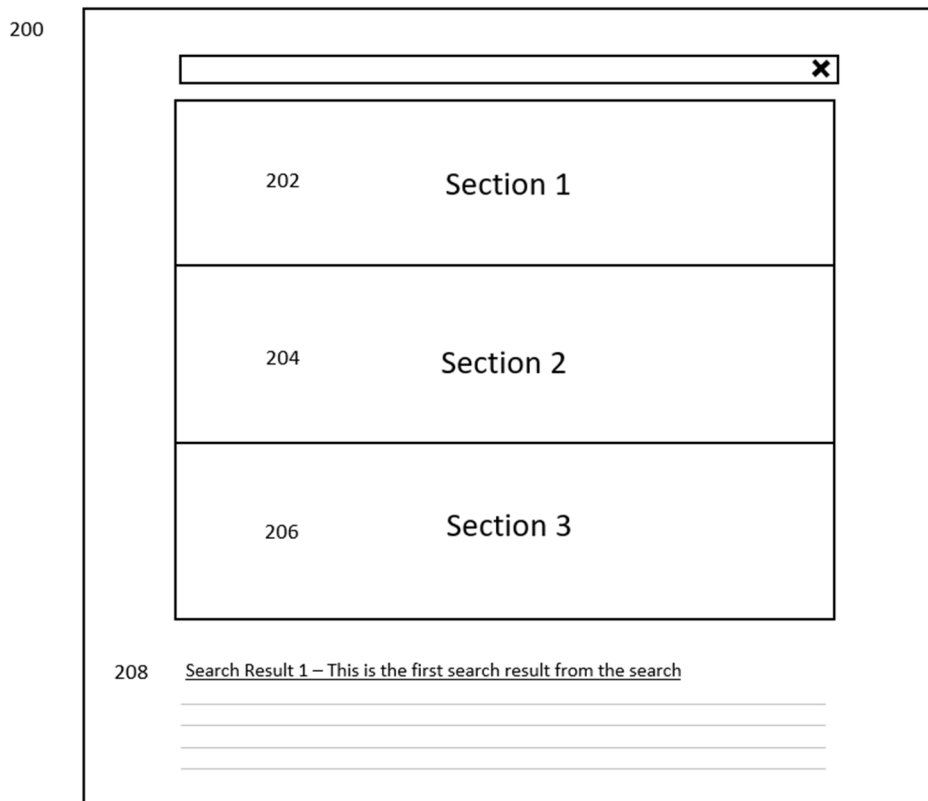 200
202 Section 1
204 Section 2
206 Section 3
208 Search Result 1 – This is the first search result from the search